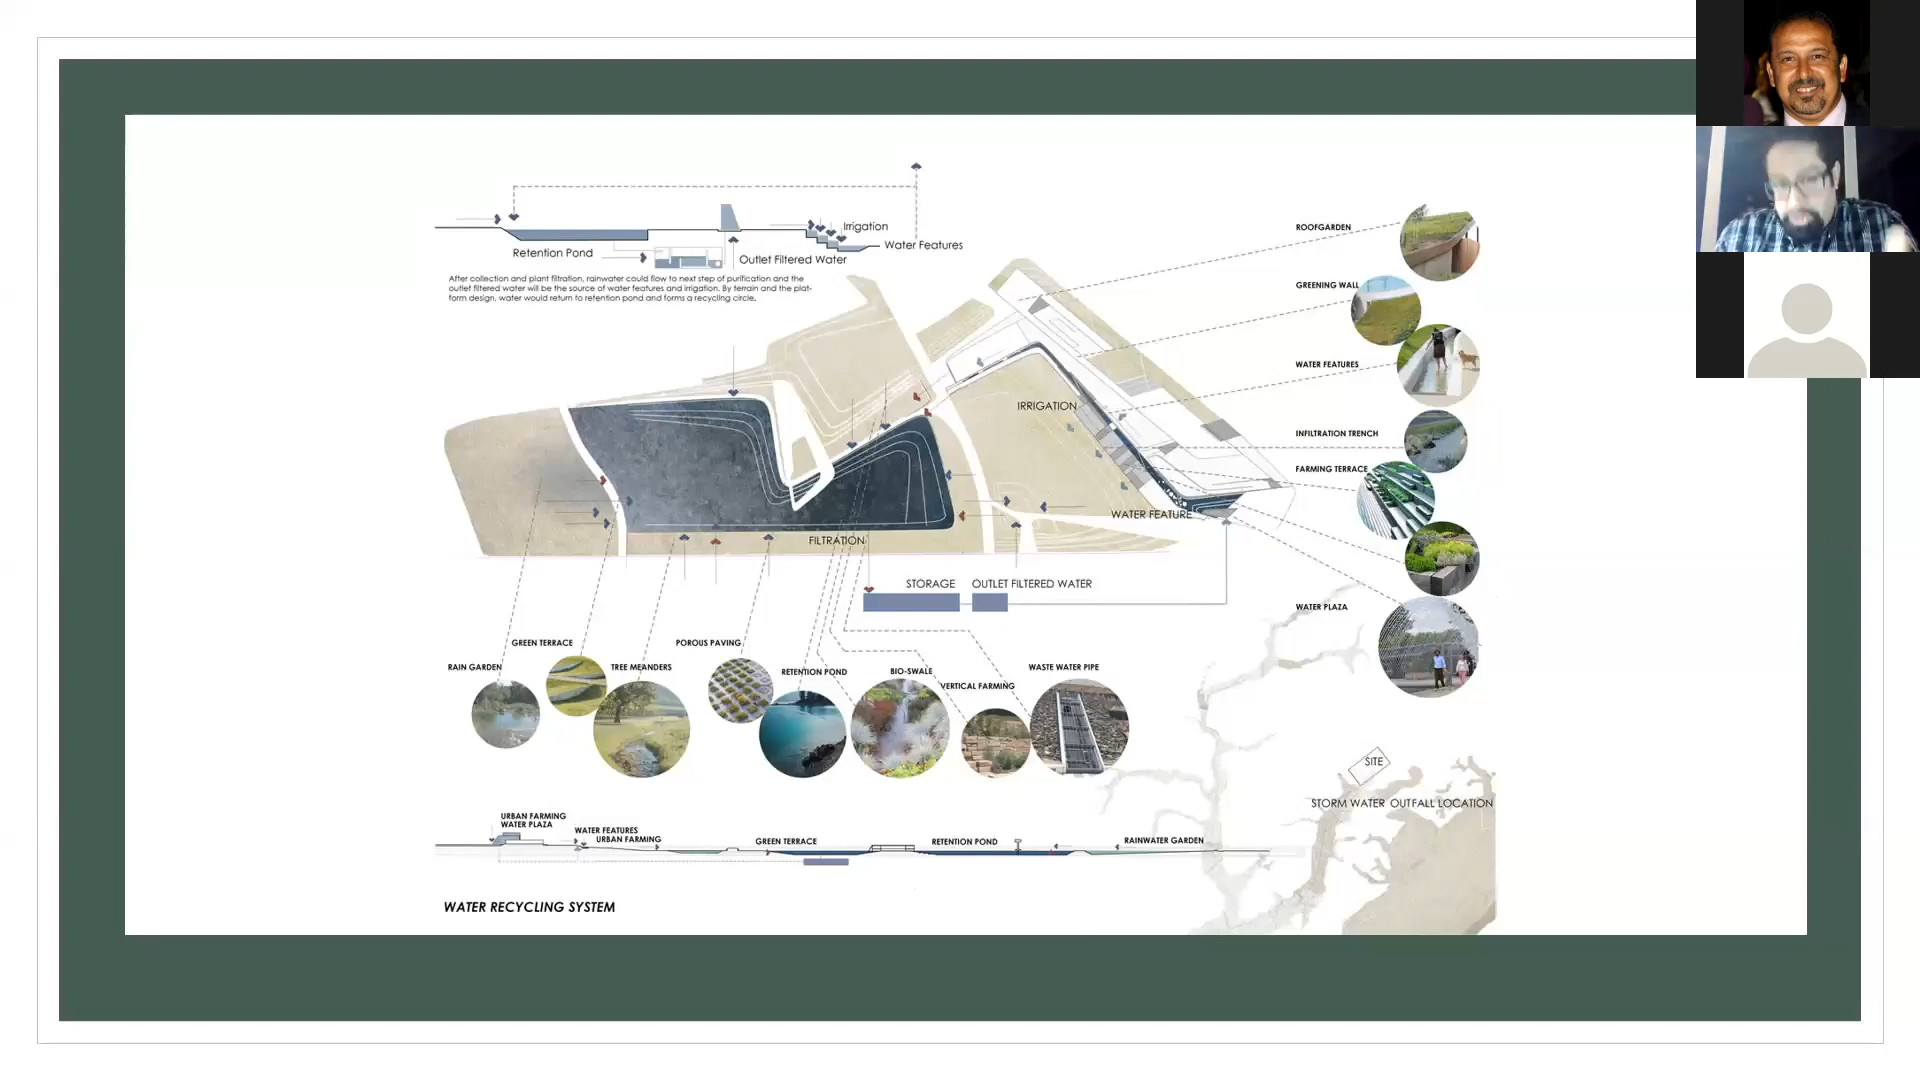 Irrigation
Water Features
Retention Pond
Outlet Filtered Water
After collection and plant filtration, rainwater could flow to next step of purification and the
outlet filtered water will be the source of water features and irrigation. By terrain and the plat-
form design, water would return to retention pond and forms a recycling circle.
ROOFGARDEN
GREENING WALL
WATER FEATURES
INFILTRATION TRENCH
FARMING TERRACE
WATER PLAZA
IRRIGATION
WATER FEATURE
FILTRATION
STORAGE
OUTLET FILTERED WATER
GREEN TERRACE
POROUS PAVING
RAIN GARDEN
TREE MEANDERS
RETENTION POND
BIO-SWALE
WASTE WATER PIPE
VERTICAL FARMING
SITE
STORM WATER OUTFALL LOCATION
URBAN FARMING
WATER PLAZA
WATER FEATURES
URBAN FARMING
GREEN TERRACE
RETENTION POND
RAINWATER GARDEN
WATER RECYCLING SYSTEM